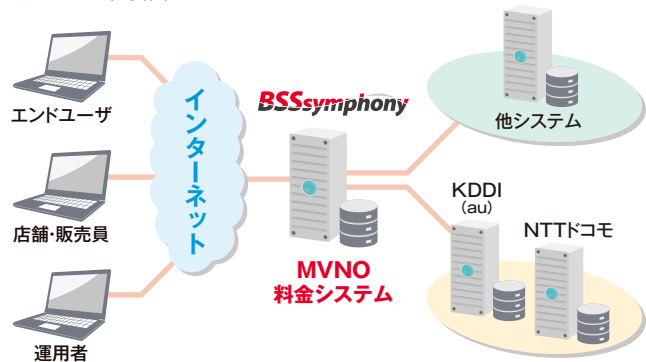 エンドユーザ
店舗・販売員
運用者
インターネット
BSSsymphony
MVNO
料金システム
他システム
KDDI
(au)
NTTドコモ